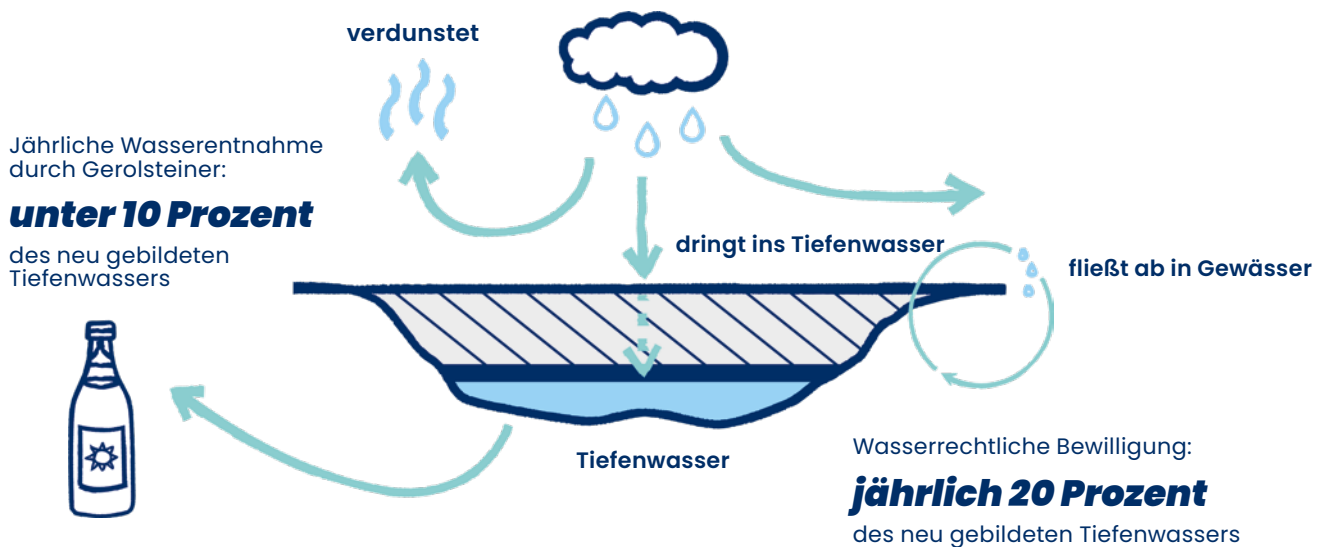 verdunstet
Jährliche Wasserentnahme
durch Gerolsteiner:
unter 10 Prozent
des neu gebildeten
Tiefenwassers
dringt ins Tiefenwasser
fließt ab in Gewässer
Tiefenwasser
Wasserrechtliche Bewilligung:
jährlich 20 Prozent
des neu gebildeten Tiefenwassers